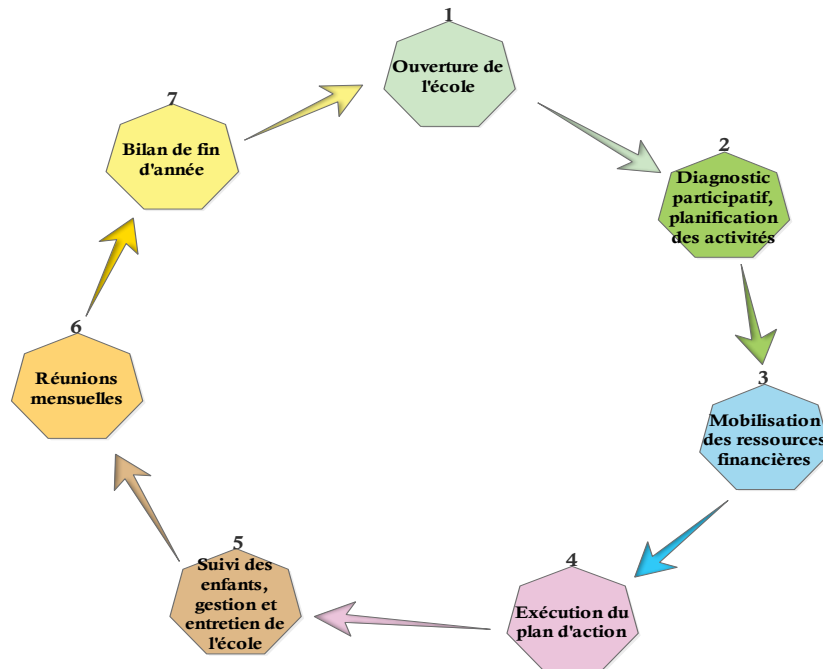 1
Ouverture de
l'école
2
Diagnostic
participatif,
planification
des activités
3
Mobilisation
des ressources
financières
4
Exécution du
plan d'action
5
Suivi des
enfants,
gestion et
entretien de
l'école
6
Réunions
mensuelles
7
Bilan de fin
d'année